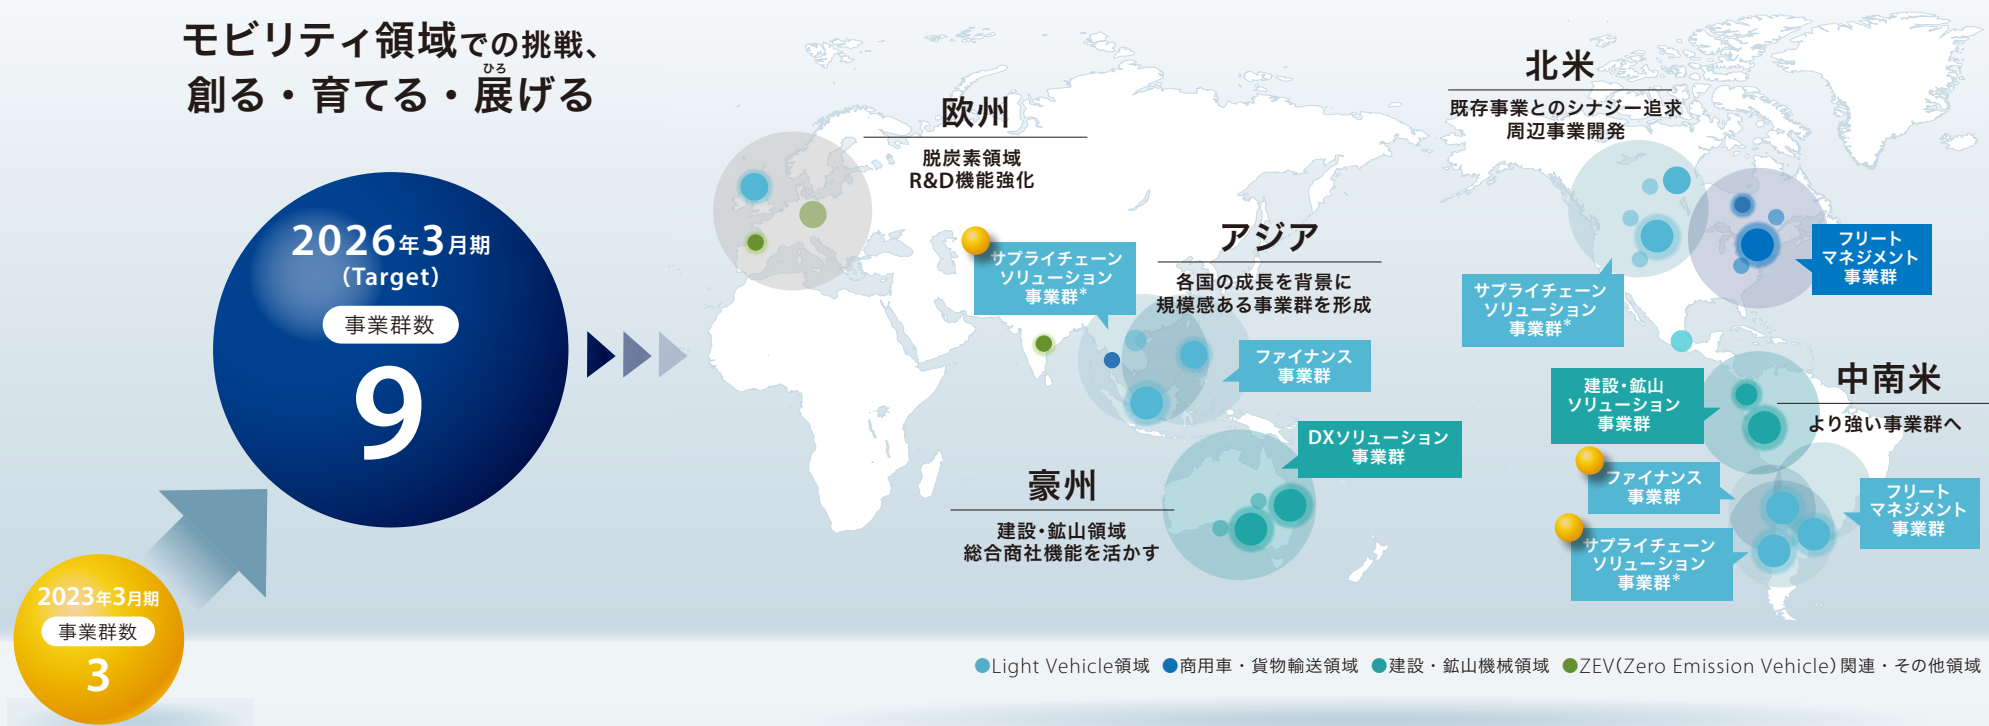 モビリティ領域での挑戦、
ひろ
創る・育てる・展げる
2026年3月期
(Target)
事業群数
9
2023年3月期
事業群数
3
欧州
脱炭素領域
R&D機能強化
サプライチェーン
ソリューション
事業群*
アジア
各国の成長を背景に
規模感ある事業群を形成
ファイナンス
事業群
豪州
建設・鉱山領域
総合商社機能を活かす
DXソリューション
事業群
北米
既存事業とのシナジー追求
周辺事業開発
フリート
マネジメント
事業群
サプライチェーン
ソリューション
事業群*
中南米
より強い事業群へ
建設・鉱山
ソリューション
事業群
ファイナンス
事業群
サプライチェーン
ソリューション
事業群*
フリート
マネジメント
事業群
●Light Vehicle領域 ●商用車・貨物輸送領域 ●建設・鉱山機械領域 ●ZEV(Zero Emission Vehicle)関連・その他領域